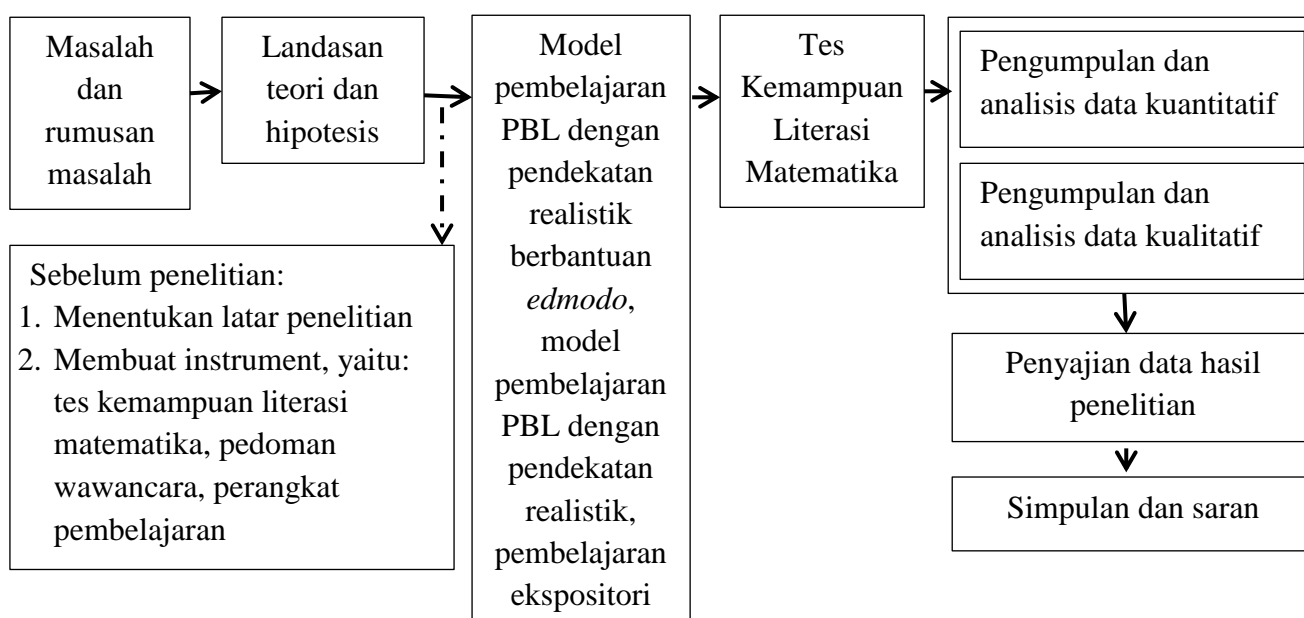 Masalah
dan
rumusan
masalah
Landasan
teori dan
hipotesis
Sebelum penelitian:
1. Menentukan latar penelitian
2. Membuat instrument, yaitu:
tes kemampuan literasi
matematika, pedoman
wawancara, perangkat
pembelajaran
Model
pembelajaran
PBL dengan
pendekatan
realistik
berbantuan
edmodo,
model
pembelajaran
PBL dengan
pendekatan
realistik,
pembelajaran
ekspositori
Tes
Kemampuan
Literasi
Matematika
Pengumpulan dan
analisis data kuantitatif
Pengumpulan dan
analisis data kualitatif
Penyajian data hasil
penelitian
Simpulan dan saran